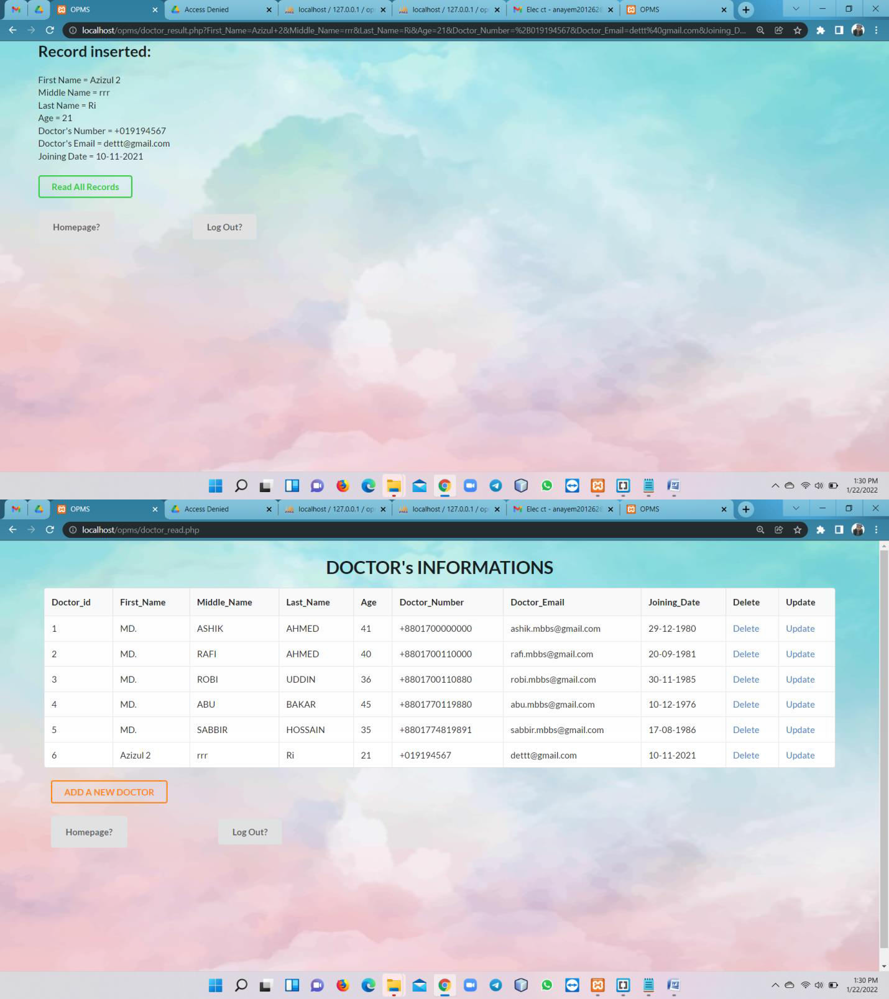 OPMS
Access Denied
localhost / 127.0.0.1 / op
localhost / 127.0.0.1 / op
Elec ct - anayem201262@
OPMS
localhost/opms/doctor_result.php?First_Name=Azizul+2&Middle_Name=rrr&Last_Name=Ri&Age=21&Doctor_Number=%2B019194567&Doctor_Email=dettt%40gmail.com&Joining_D...
Record inserted:
First Name = Azizul 2
Middle Name = rrr
Last Name = Ri
Age = 21
Doctor's Number = +019194567
Doctor's Email = dettt@gmail.com
Joining Date = 10-11-2021
Read All Records
Homepage? Log Out?
1:30 PM
1/22/2022
OPMS
Access Denied
localhost / 127.0.0.1 / op
localhost / 127.0.0.1 / op
Elec ct - anayem201262@
OPMS
localhost/opms/doctor_read.php
DOCTOR's INFORMATIONS
Doctor_id First_Name Middle_Name Last_Name Age Doctor_Number Doctor_Email Joining_Date Delete Update
1 MD. ASHIK AHMED 41 +8801700000000 ashik.mbbs@gmail.com 29-12-1980 Delete Update
2 MD. RAFI AHMED 40 +8801700110000 rafi.mbbs@gmail.com 20-09-1981 Delete Update
3 MD. ROBI UDDIN 36 +8801700110880 robi.mbbs@gmail.com 30-11-1985 Delete Update
4 MD. ABU BAKAR 45 +8801770119880 abu.mbbs@gmail.com 10-12-1976 Delete Update
5 MD. SABBIR HOSSAIN 35 +8801774819891 sabbir.mbbs@gmail.com 17-08-1986 Delete Update
6 Azizul 2 rrr Ri 21 +019194567 dettt@gmail.com 10-11-2021 Delete Update
ADD A NEW DOCTOR
Homepage? Log Out?
1:30 PM
1/22/2022